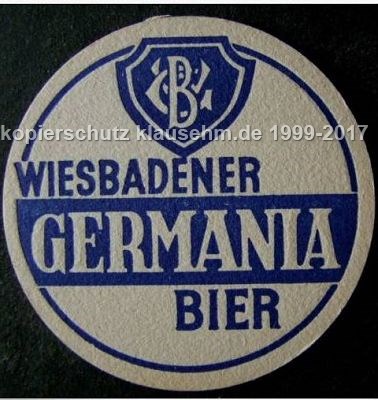 kopierschutz klausehm.de 1999-2017
WIESBADENER
GERMANIA
BIER